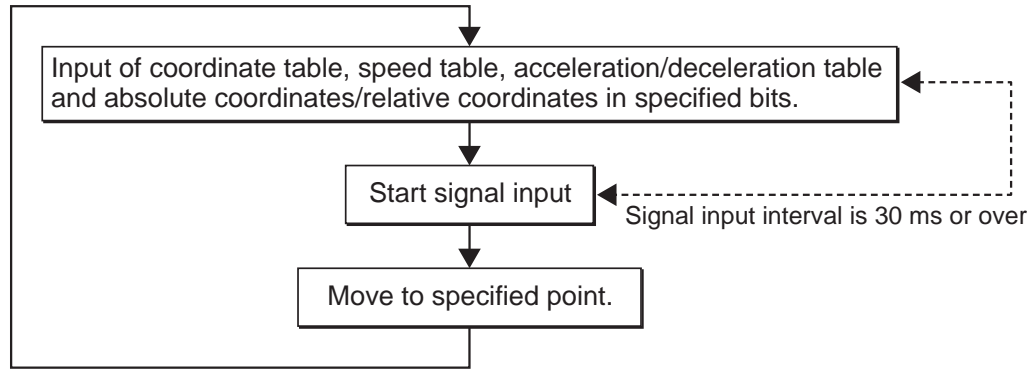 Input of coordinate table, speed table, acceleration/deceleration table
and absolute coordinates/relative coordinates in specified bits.
Start signal input
Signal input interval is 30 ms or over
Move to specified point.